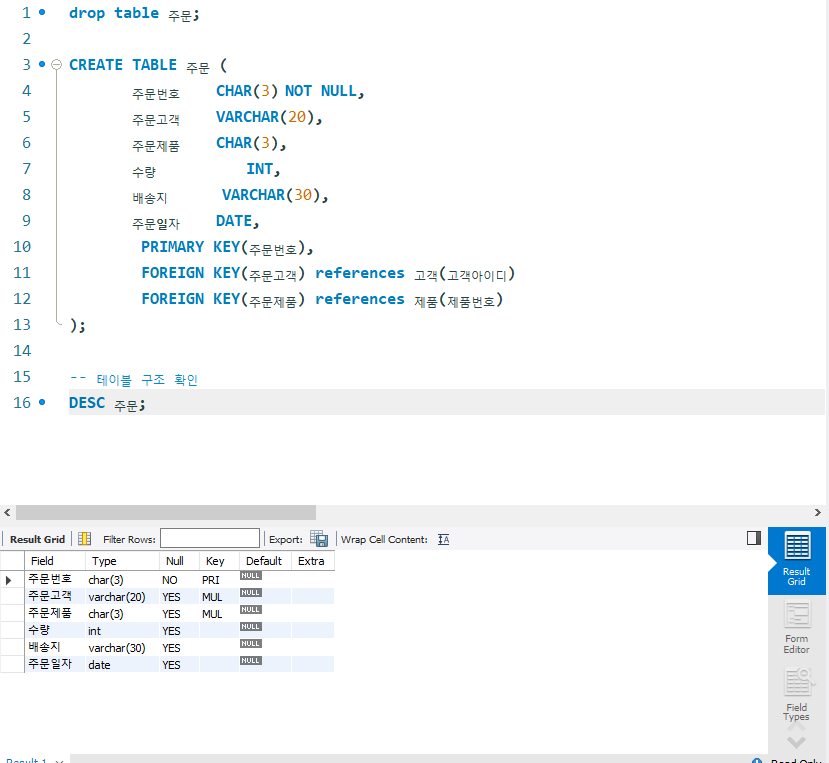 1 drop table 주문;
2
3 CREATE TABLE 주문 (
4 주문번호 CHAR(3) NOT NULL,
5 주문고객 VARCHAR(20),
6 주문제품 CHAR(3),
7 수량 INT,
8 배송지 VARCHAR(30),
9 주문일자 DATE,
10 PRIMARY KEY(주문번호),
11 FOREIGN KEY(주문고객) references 고객(고객아이디)
12 FOREIGN KEY(주문제품) references 제품(제품번호)
13 );
14
15 -- 테이블 구조 확인
16 DESC 주문;
Result Grid Filter Rows: Export: Wrap Cell Content:
Field Type Null Key Default Extra
주문번호 char(3) NO PRI NULL
주문고객 varchar(20) YES MUL NULL
주문제품 char(3) YES MUL NULL
수량 int YES NULL
배송지 varchar(30) YES NULL
주문일자 date YES NULL
Result
Grid
Form
Editor
Field
Types
Result 1
Read Only